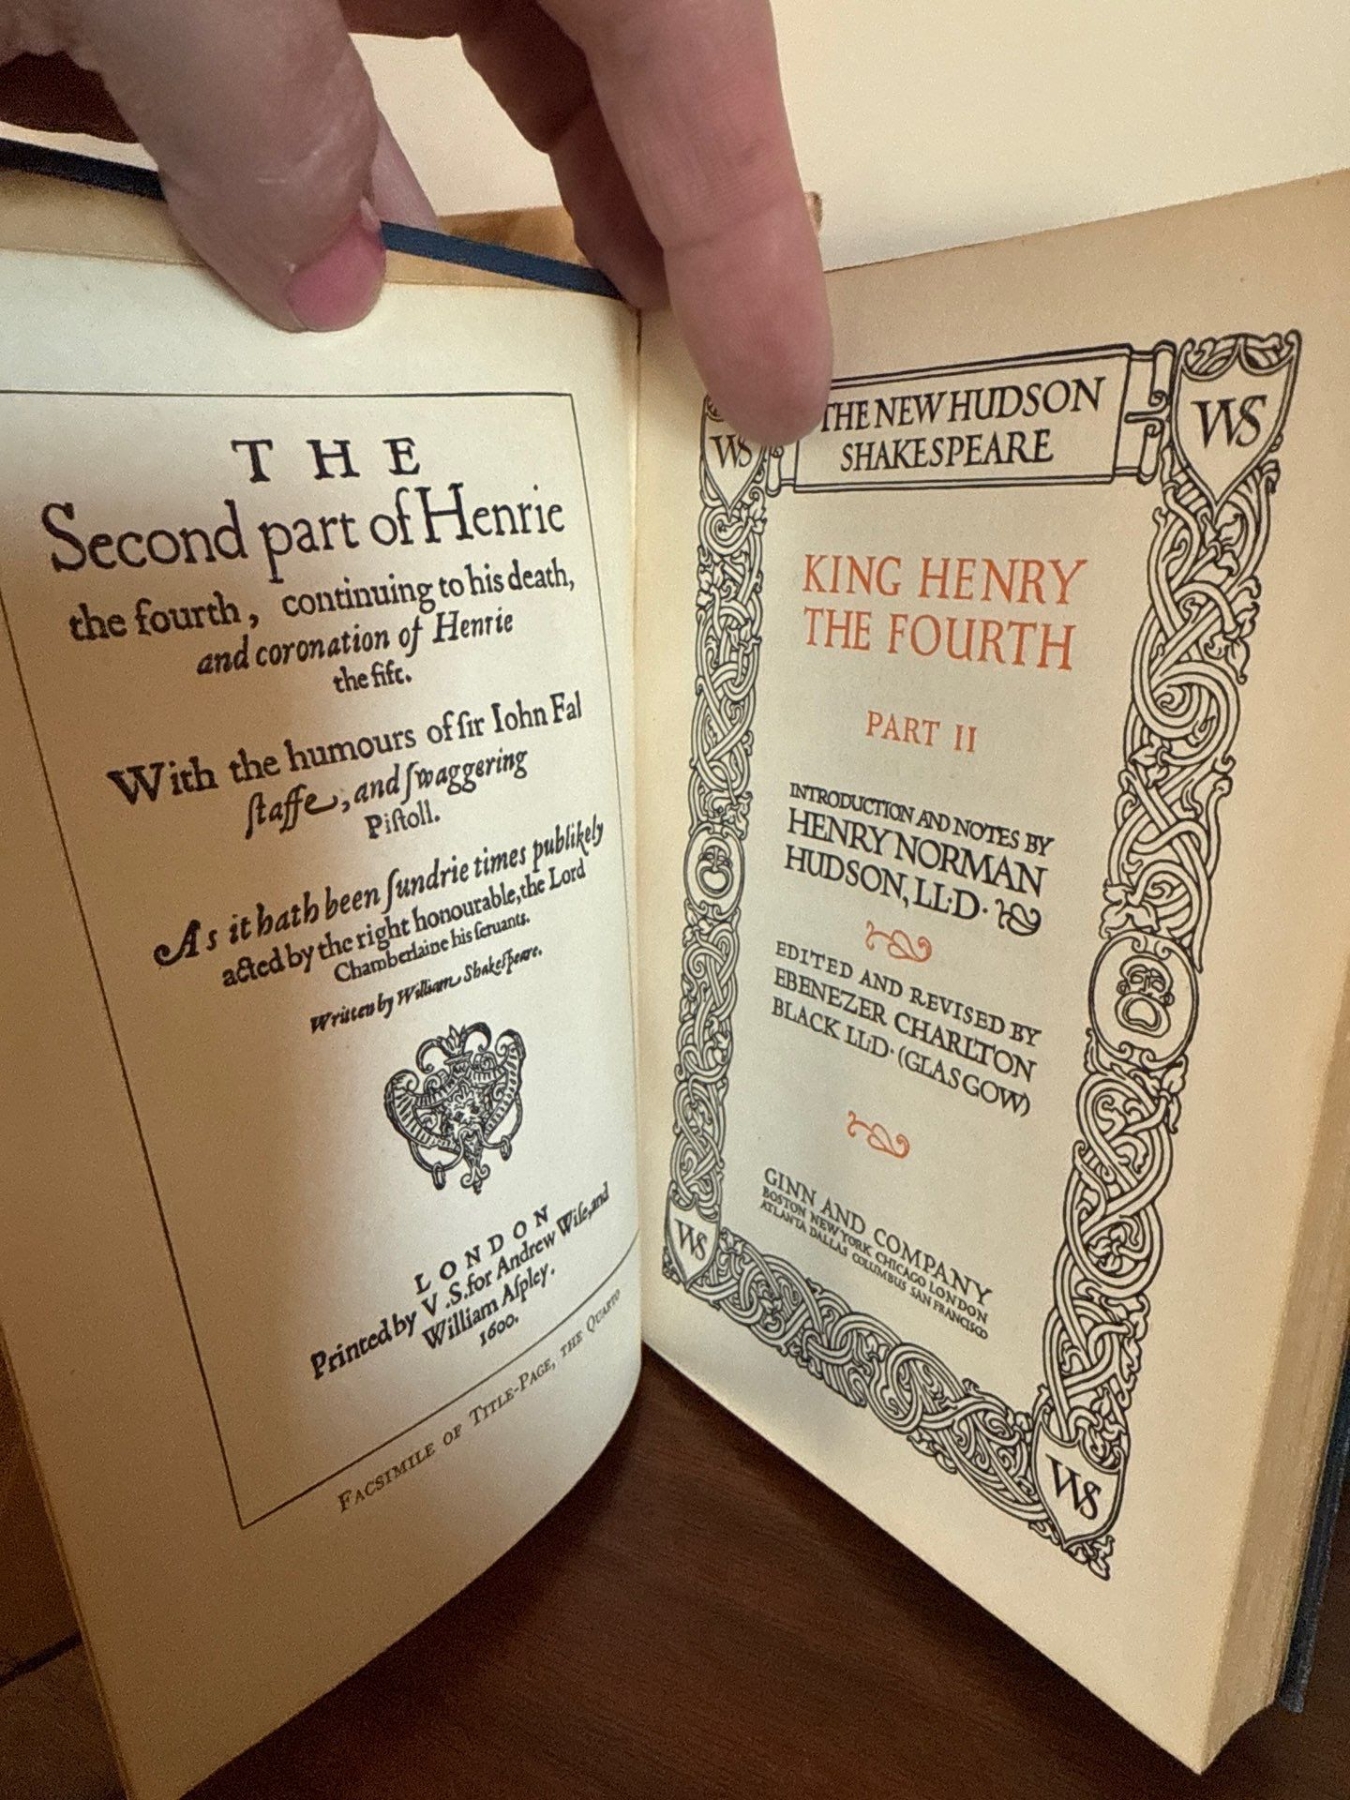 THE
Second part of Henrie
the fourth, continuing to his death,
and coronation of Henrie
the fift.
With the humours of ſir Iohn Fal
ſtaffe, and ſwaggering
Piſtoll.
As it hath been ſundrie times publikely
acted by the right honourable, the Lord
Chamberlaine his ſeruants.
Written by William Shakeſpeare.
LONDON
Printed by V.S. for Andrew Wiſe, and
William Aſpley.
1600.
FACSIMILE OF TITLE-PAGE, THE QUARTO
WS
THE NEW HUDSON
SHAKESPEARE
WS
KING HENRY
THE FOURTH
PART II
INTRODUCTION AND NOTES BY
HENRY NORMAN
HUDSON, LL·D·
EDITED AND REVISED BY
EBENEZER CHARLTON
BLACK LL·D· (GLASGOW)
GINN AND COMPANY
BOSTON NEW YORK CHICAGO LONDON
ATLANTA DALLAS COLUMBUS SAN FRANCISCO
WS
WS